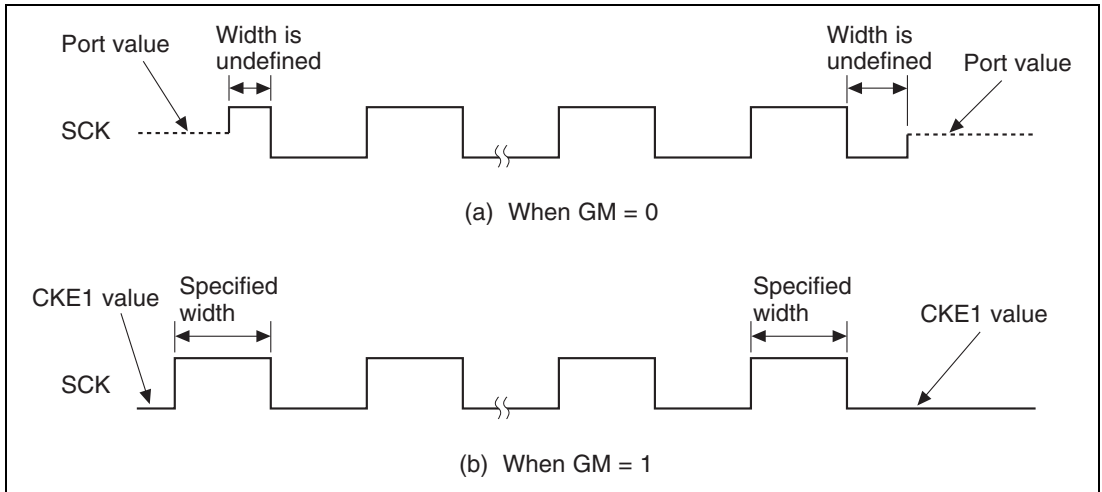 Port value
Width is
undefined
Width is
undefined
Port value
SCK
(a) When GM = 0
CKE1 value
Specified
width
Specified
width
CKE1 value
SCK
(b) When GM = 1